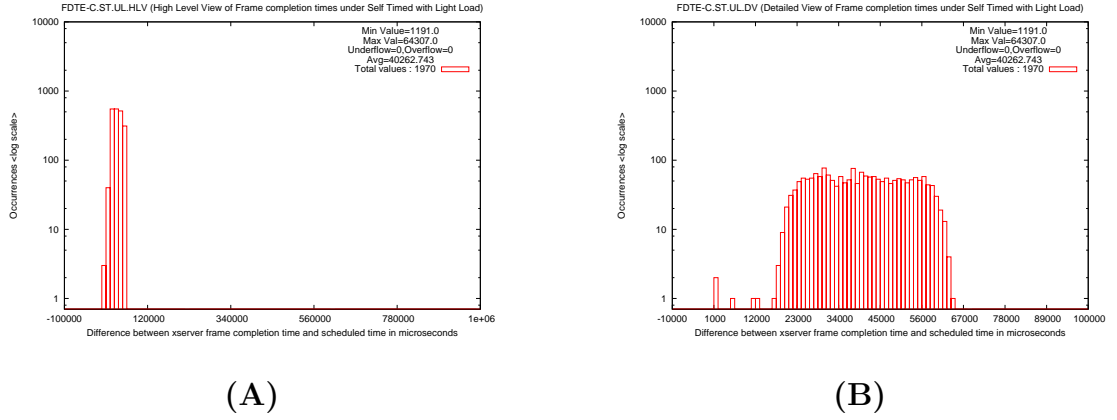 FDTE-C.ST.UL.HLV (High Level View of Frame completion times under Self Timed with Light Load)
10000
1000
100
10
1
Occurrences <log scale>
Min Value=1191.0
Max Val=64307.0
Underflow=0,Overflow=0
Avg=40262.743
Total values : 1970
-100000 120000 340000 560000 780000 1e+06
Difference between xserver frame completion time and scheduled time in microseconds
(A)
FDTE-C.ST.UL.DV (Detailed View of Frame completion times under Self Timed with Light Load)
10000
1000
100
10
1
Occurrences <log scale>
Min Value=1191.0
Max Val=64307.0
Underflow=0,Overflow=0
Avg=40262.743
Total values : 1970
-10000 1000 12000 23000 34000 45000 56000 67000 78000 89000 100000
Difference between xserver frame completion time and scheduled time in microseconds
(B)